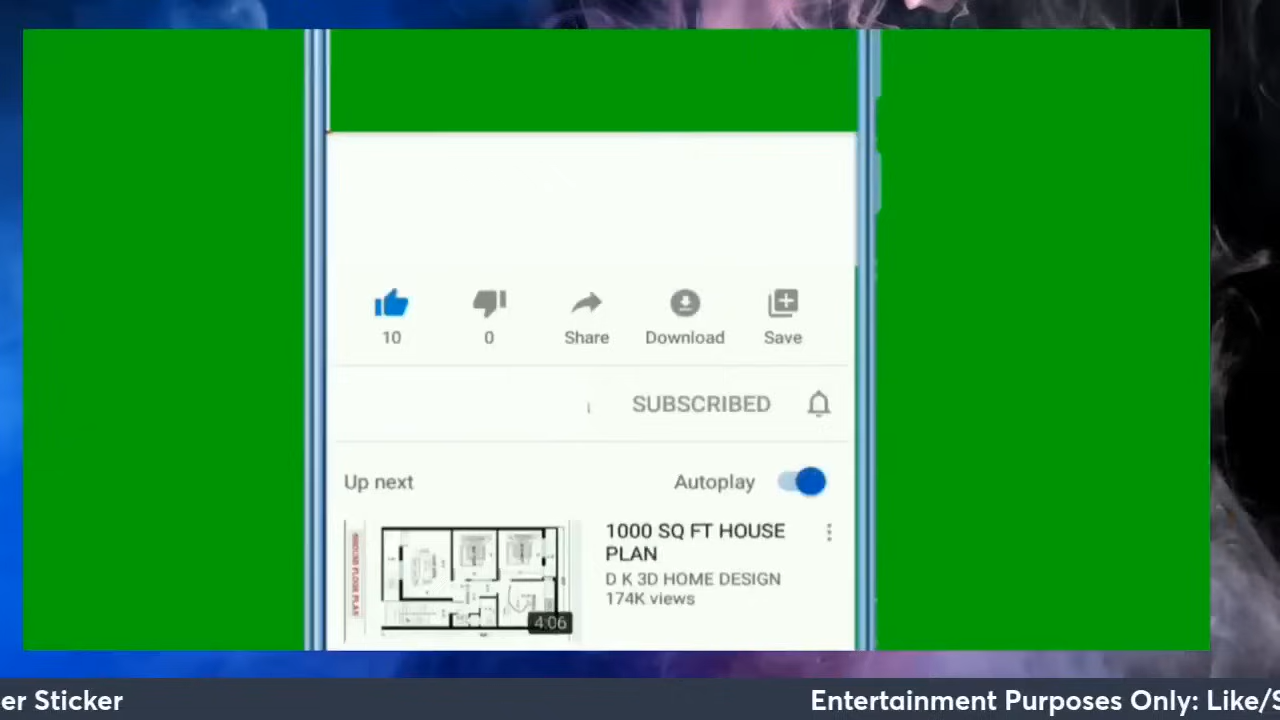 10
0
Share
Download
Save
SUBSCRIBED
Up next
Autoplay
1000 SQ FT HOUSE
PLAN
D K 3D HOME DESIGN
174K views
4:06
er Sticker
Entertainment Purposes Only: Like/S